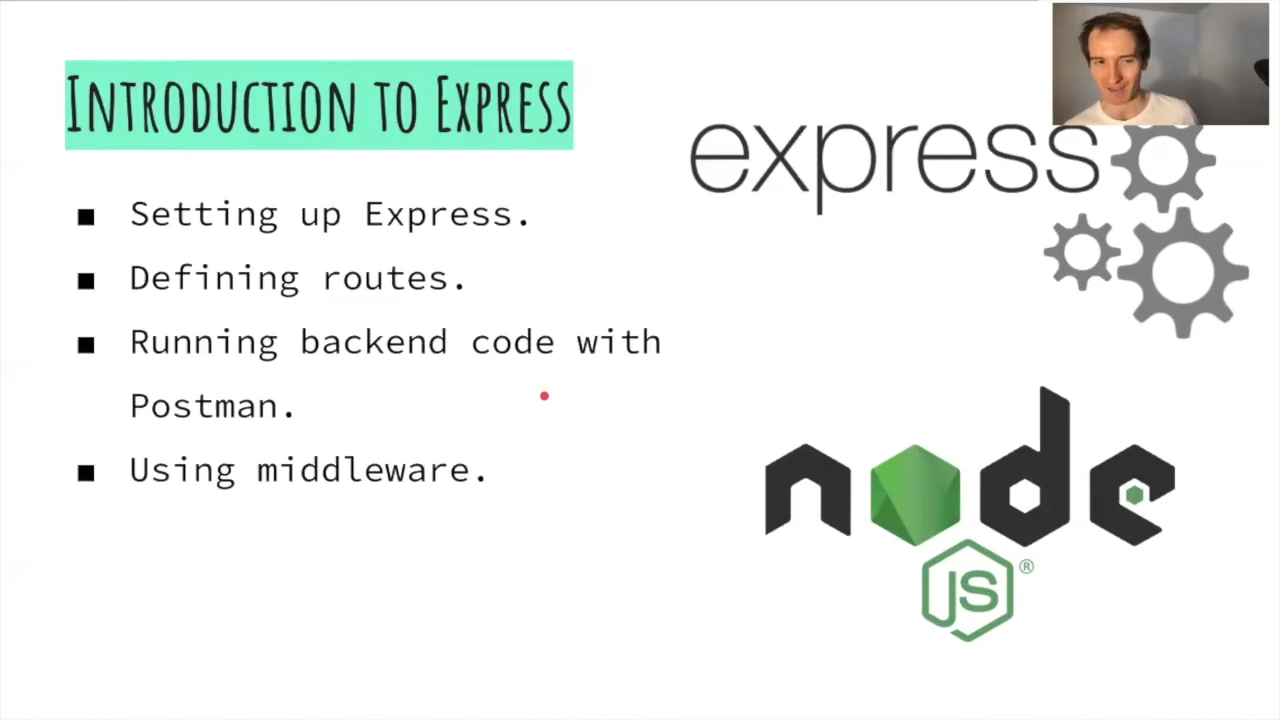 Introduction to Express
express
■ Setting up Express.
■ Defining routes.
■ Running backend code with
Postman.
■ Using middleware.
node
JS®